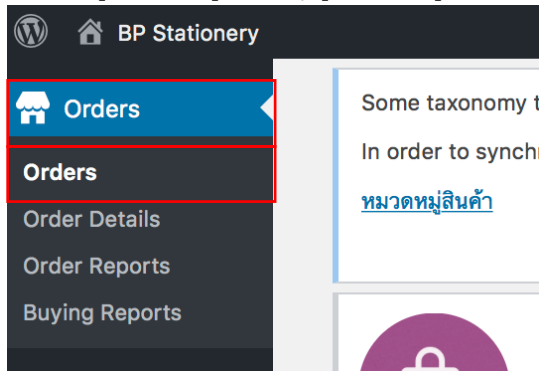 BP Stationery
Orders
Orders
Order Details
Order Reports
Buying Reports
Some taxonomy
In order to
หมวดหมู่สินค้า